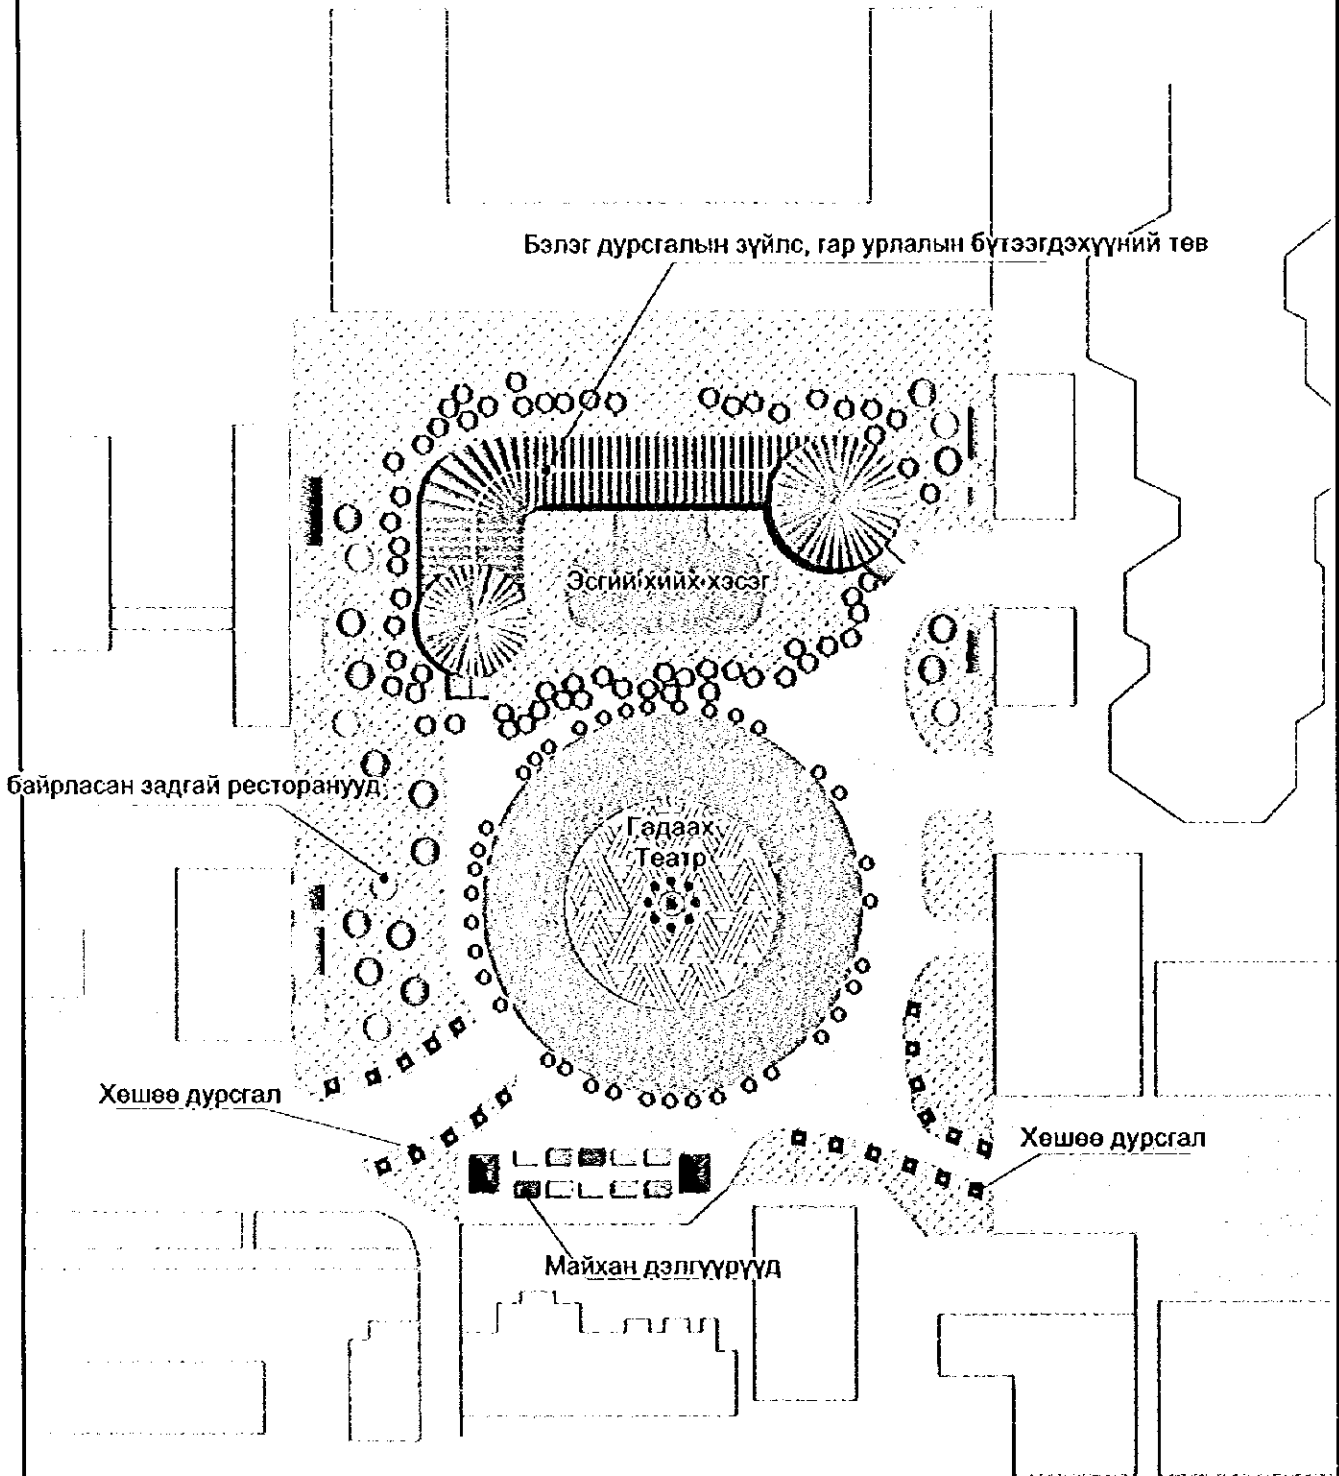 Бэлэг дурсгалын зүйлс, гар урлалын бүтээгдэхүүний төв
Эсгий хийх хэсэг
байрласан задгай ресторанууд
Гадаах
Театр
Хөшөө дурсгал
Хөшөө дурсгал
Майхан дэлгүүрүүд